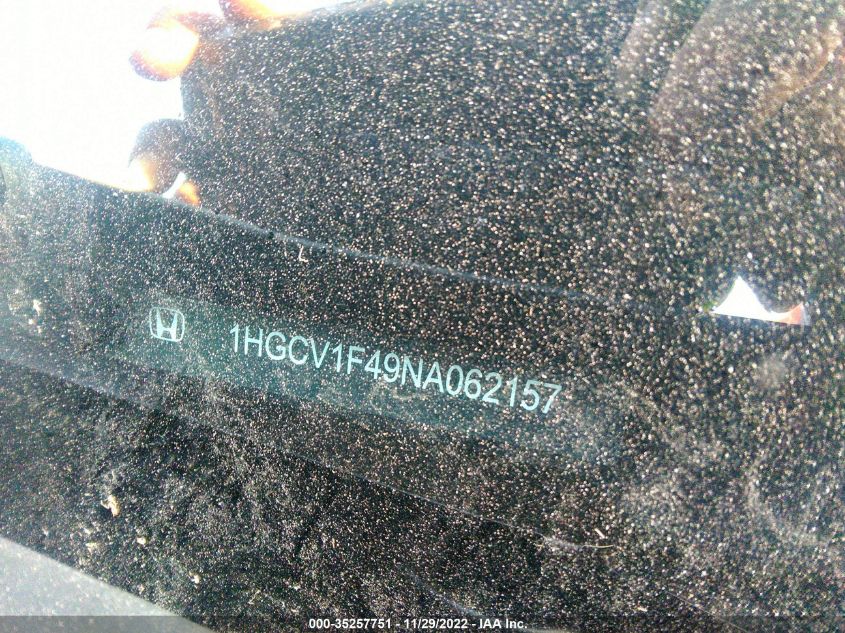 1HGCV1F49NA062157
000-35257751 - 11/29/2022 - IAA Inc.